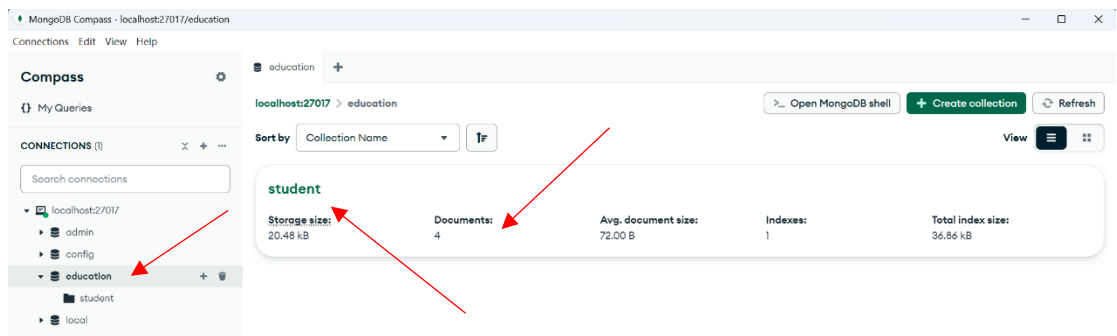 MongoDB Compass - localhost:27017/education
Connections Edit View Help
Compass
{} My Queries
CONNECTIONS (1)
Search connections
localhost:27017
admin
config
education
student
local
education
localhost:27017 > education
>_ Open MongoDB shell
+ Create collection
Refresh
Sort by Collection Name
View
student
Storage size: Documents: Avg. document size: Indexes: Total index size:
20.48 kB 4 72.00 B 1 36.86 kB